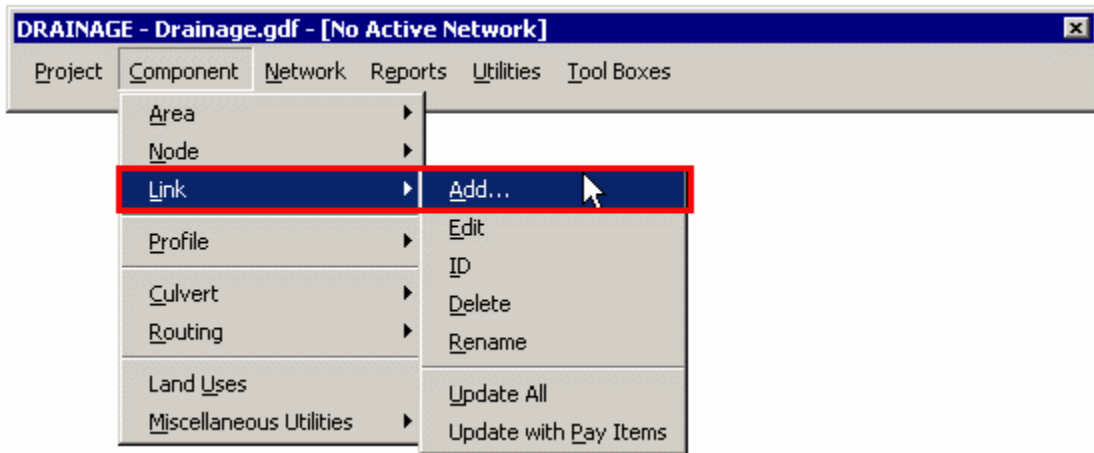 DRAINAGE - Drainage.gdf - [No Active Network]
Project Component Network Reports Utilities Tool Boxes
Area
Node
Link
Profile
Culvert
Routing
Land Uses
Miscellaneous Utilities
Add...
Edit
ID
Delete
Rename
Update All
Update with Pay Items